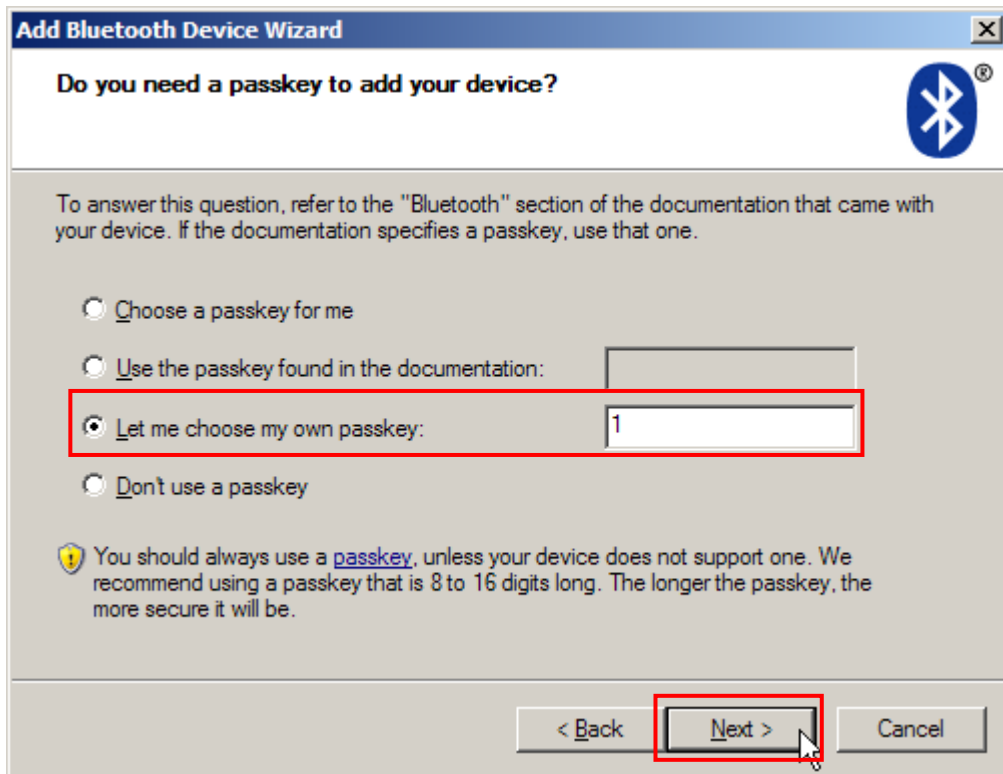 Add Bluetooth Device Wizard
Do you need a passkey to add your device?
®
To answer this question, refer to the "Bluetooth" section of the documentation that came with
your device. If the documentation specifies a passkey, use that one.
Choose a passkey for me
Use the passkey found in the documentation:
Let me choose my own passkey: 1
Don't use a passkey
You should always use a passkey, unless your device does not support one. We
recommend using a passkey that is 8 to 16 digits long. The longer the passkey, the
more secure it will be.
< Back Next > Cancel